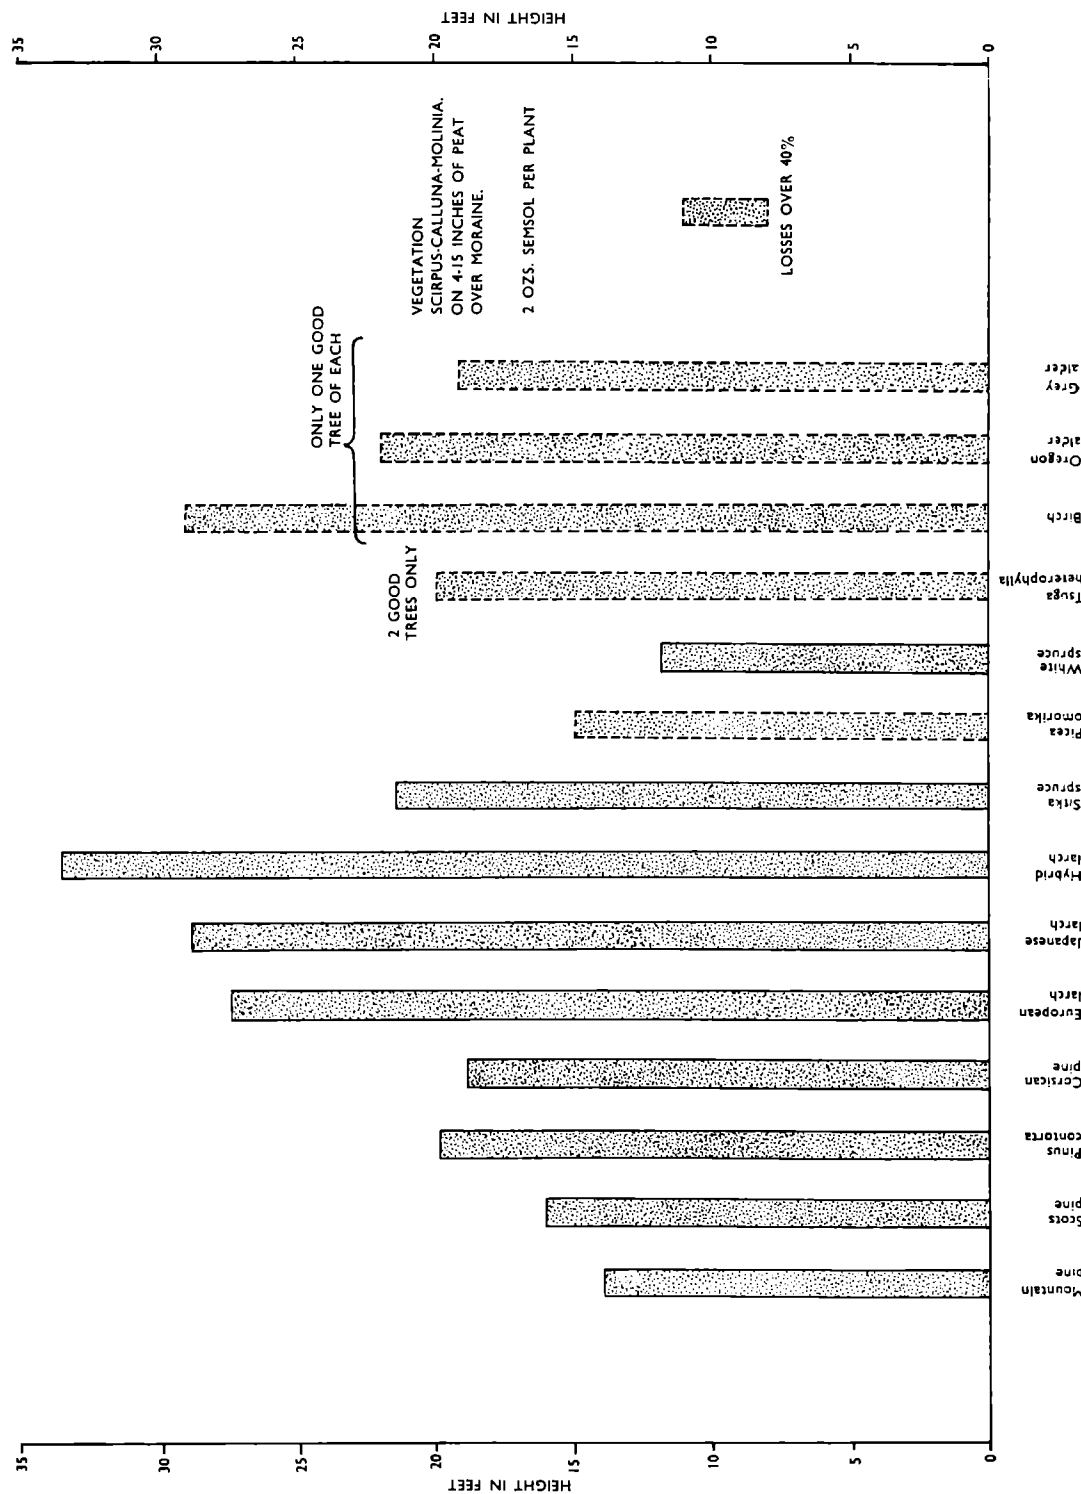 HEIGHT IN FEET
35
30
25
20
15
10
5
0
ONLY ONE GOOD
TREE OF EACH
2 GOOD
TREES ONLY
VEGETATION
SCIRPUS-CALLUNA-MOLINIA.
ON 4-15 INCHES OF PEAT
OVER MORAINE.
2 OZS. SEMSOL PER PLANT
LOSSES OVER 40%
HEIGHT IN FEET
35
30
25
20
15
10
5
0
Mountain
pine
Scots
pine
Pinus
contorta
Corsican
pine
European
larch
Japanese
larch
Hybrid
larch
Sitka
spruce
Picea
omorika
White
spruce
Tsuga
heterophylla
Birch
Oregon
alder
Grey
alder